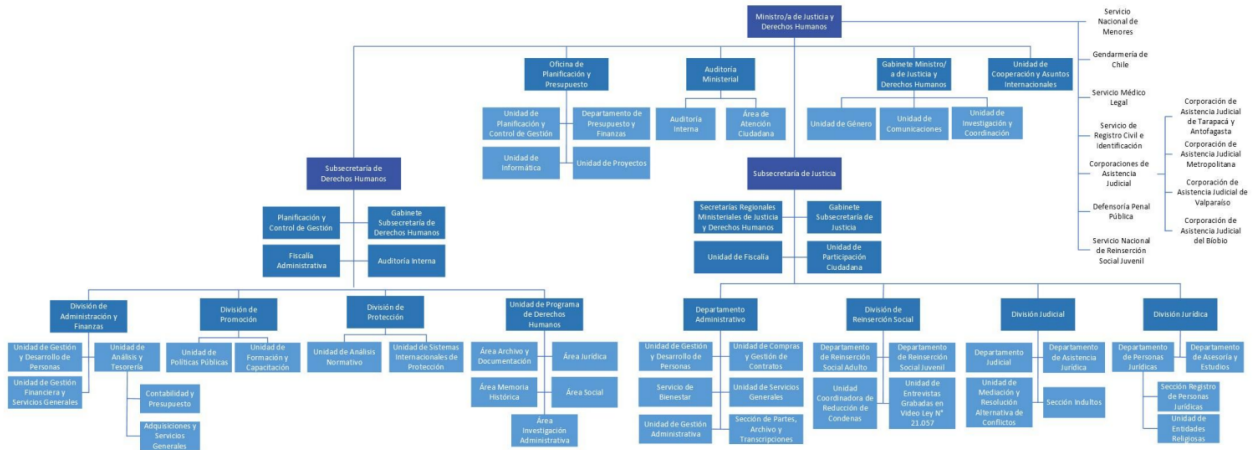 Ministro/a de Justicia y
Derechos Humanos
Servicio
Nacional de
Menores
Gendarmería de
Chile
Servicio Médico
Legal
Servicio de
Registro Civil e
Identificación
Corporaciones de
Asistencia
Judicial
Defensoría Penal
Pública
Servicio Nacional
de Reinserción
Social Juvenil
Corporación de
Asistencia Judicial
de Tarapacá y
Antofagasta
Corporación de
Asistencia Judicial
Metropolitana
Corporación de
Asistencia Judicial de
Valparaíso
Corporación de
Asistencia Judicial
del Bíobio
Oficina de
Planificación y
Presupuesto
Unidad de
Planificación y
Control de Gestión
Departamento de
Presupuesto y
Finanzas
Unidad de
Informática
Unidad de Proyectos
Auditoría
Ministerial
Auditoría
Interna
Área de
Atención
Ciudadana
Gabinete Ministro/
a de Justicia y
Derechos Humanos
Unidad de Género
Unidad de
Comunicaciones
Unidad de
Investigación y
Coordinación
Unidad de
Cooperación y Asuntos
Internacionales
Subsecretaría de
Derechos Humanos
Planificación y
Control de Gestión
Gabinete
Subsecretaría de
Derechos Humanos
Fiscalía
Administrativa
Auditoría Interna
División de
Administración y
Finanzas
Unidad de Gestión
y Desarrollo de
Personas
Unidad de
Análisis y
Tesorería
Unidad de Gestión
Financiera y
Servicios Generales
Contabilidad y
Presupuesto
Adquisiciones y
Servicios
Generales
División de
Promoción
Unidad de
Políticas Públicas
Unidad de
Formación y
Capacitación
División de
Protección
Unidad de Análisis
Normativo
Unidad de Sistemas
Internacionales de
Protección
Unidad de Programa
de Derechos
Humanos
Área Archivo y
Documentación
Área Jurídica
Área Memoria
Histórica
Área Social
Área
Investigación
Administrativa
Subsecretaría de Justicia
Secretarias Regionales
Ministeriales de Justicia
y Derechos Humanos
Gabinete
Subsecretaría de
Justicia
Unidad de Fiscalía
Unidad de
Participación
Ciudadana
Departamento
Administrativo
Unidad de Gestión y
Desarrollo de
Personas
Unidad de Compras
y Gestión de
Contratos
Servicio de
Bienestar
Unidad de Servicios
Generales
Unidad de Gestión
Administrativa
Sección de Partes,
Archivo y
Transcripciones
División de
Reinserción Social
Departamento
de Reinserción
Social Adulto
Departamento
de Reinserción
Social Juvenil
Unidad
Coordinadora de
Reducción de
Condenas
Unidad de
Entrevistas
Grabadas en
Video Ley N°
21.057
División Judicial
Departamento
Judicial
Departamento
de Asistencia
Jurídica
Unidad de
Mediación y
Resolución
Alternativa de
Conflictos
Sección Indultos
División Jurídica
Departamento
de Personas
Jurídicas
Departamento
de Asesoría y
Estudios
Sección Registro
de Personas
Jurídicas
Unidad de
Entidades
Religiosas